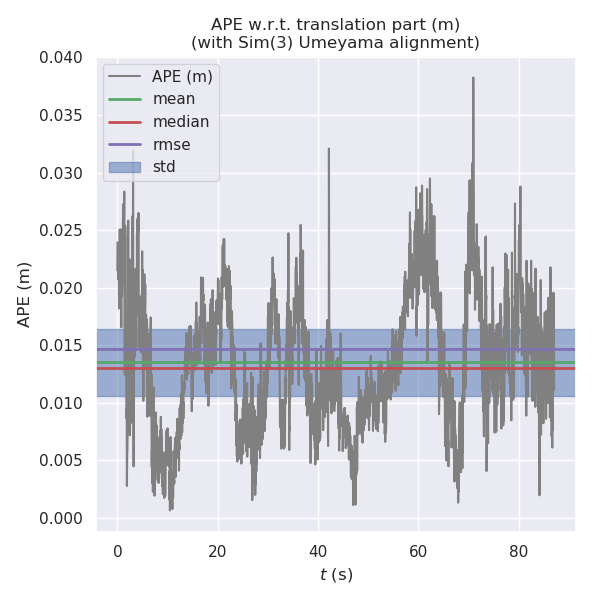 APE w.r.t. translation part (m)
(with Sim(3) Umeyama alignment)
APE (m)
mean
median
rmse
std
0.040
0.035
0.030
0.025
0.020
0.015
0.010
0.005
0.000
APE (m)
0 20 40 60 80
t (s)